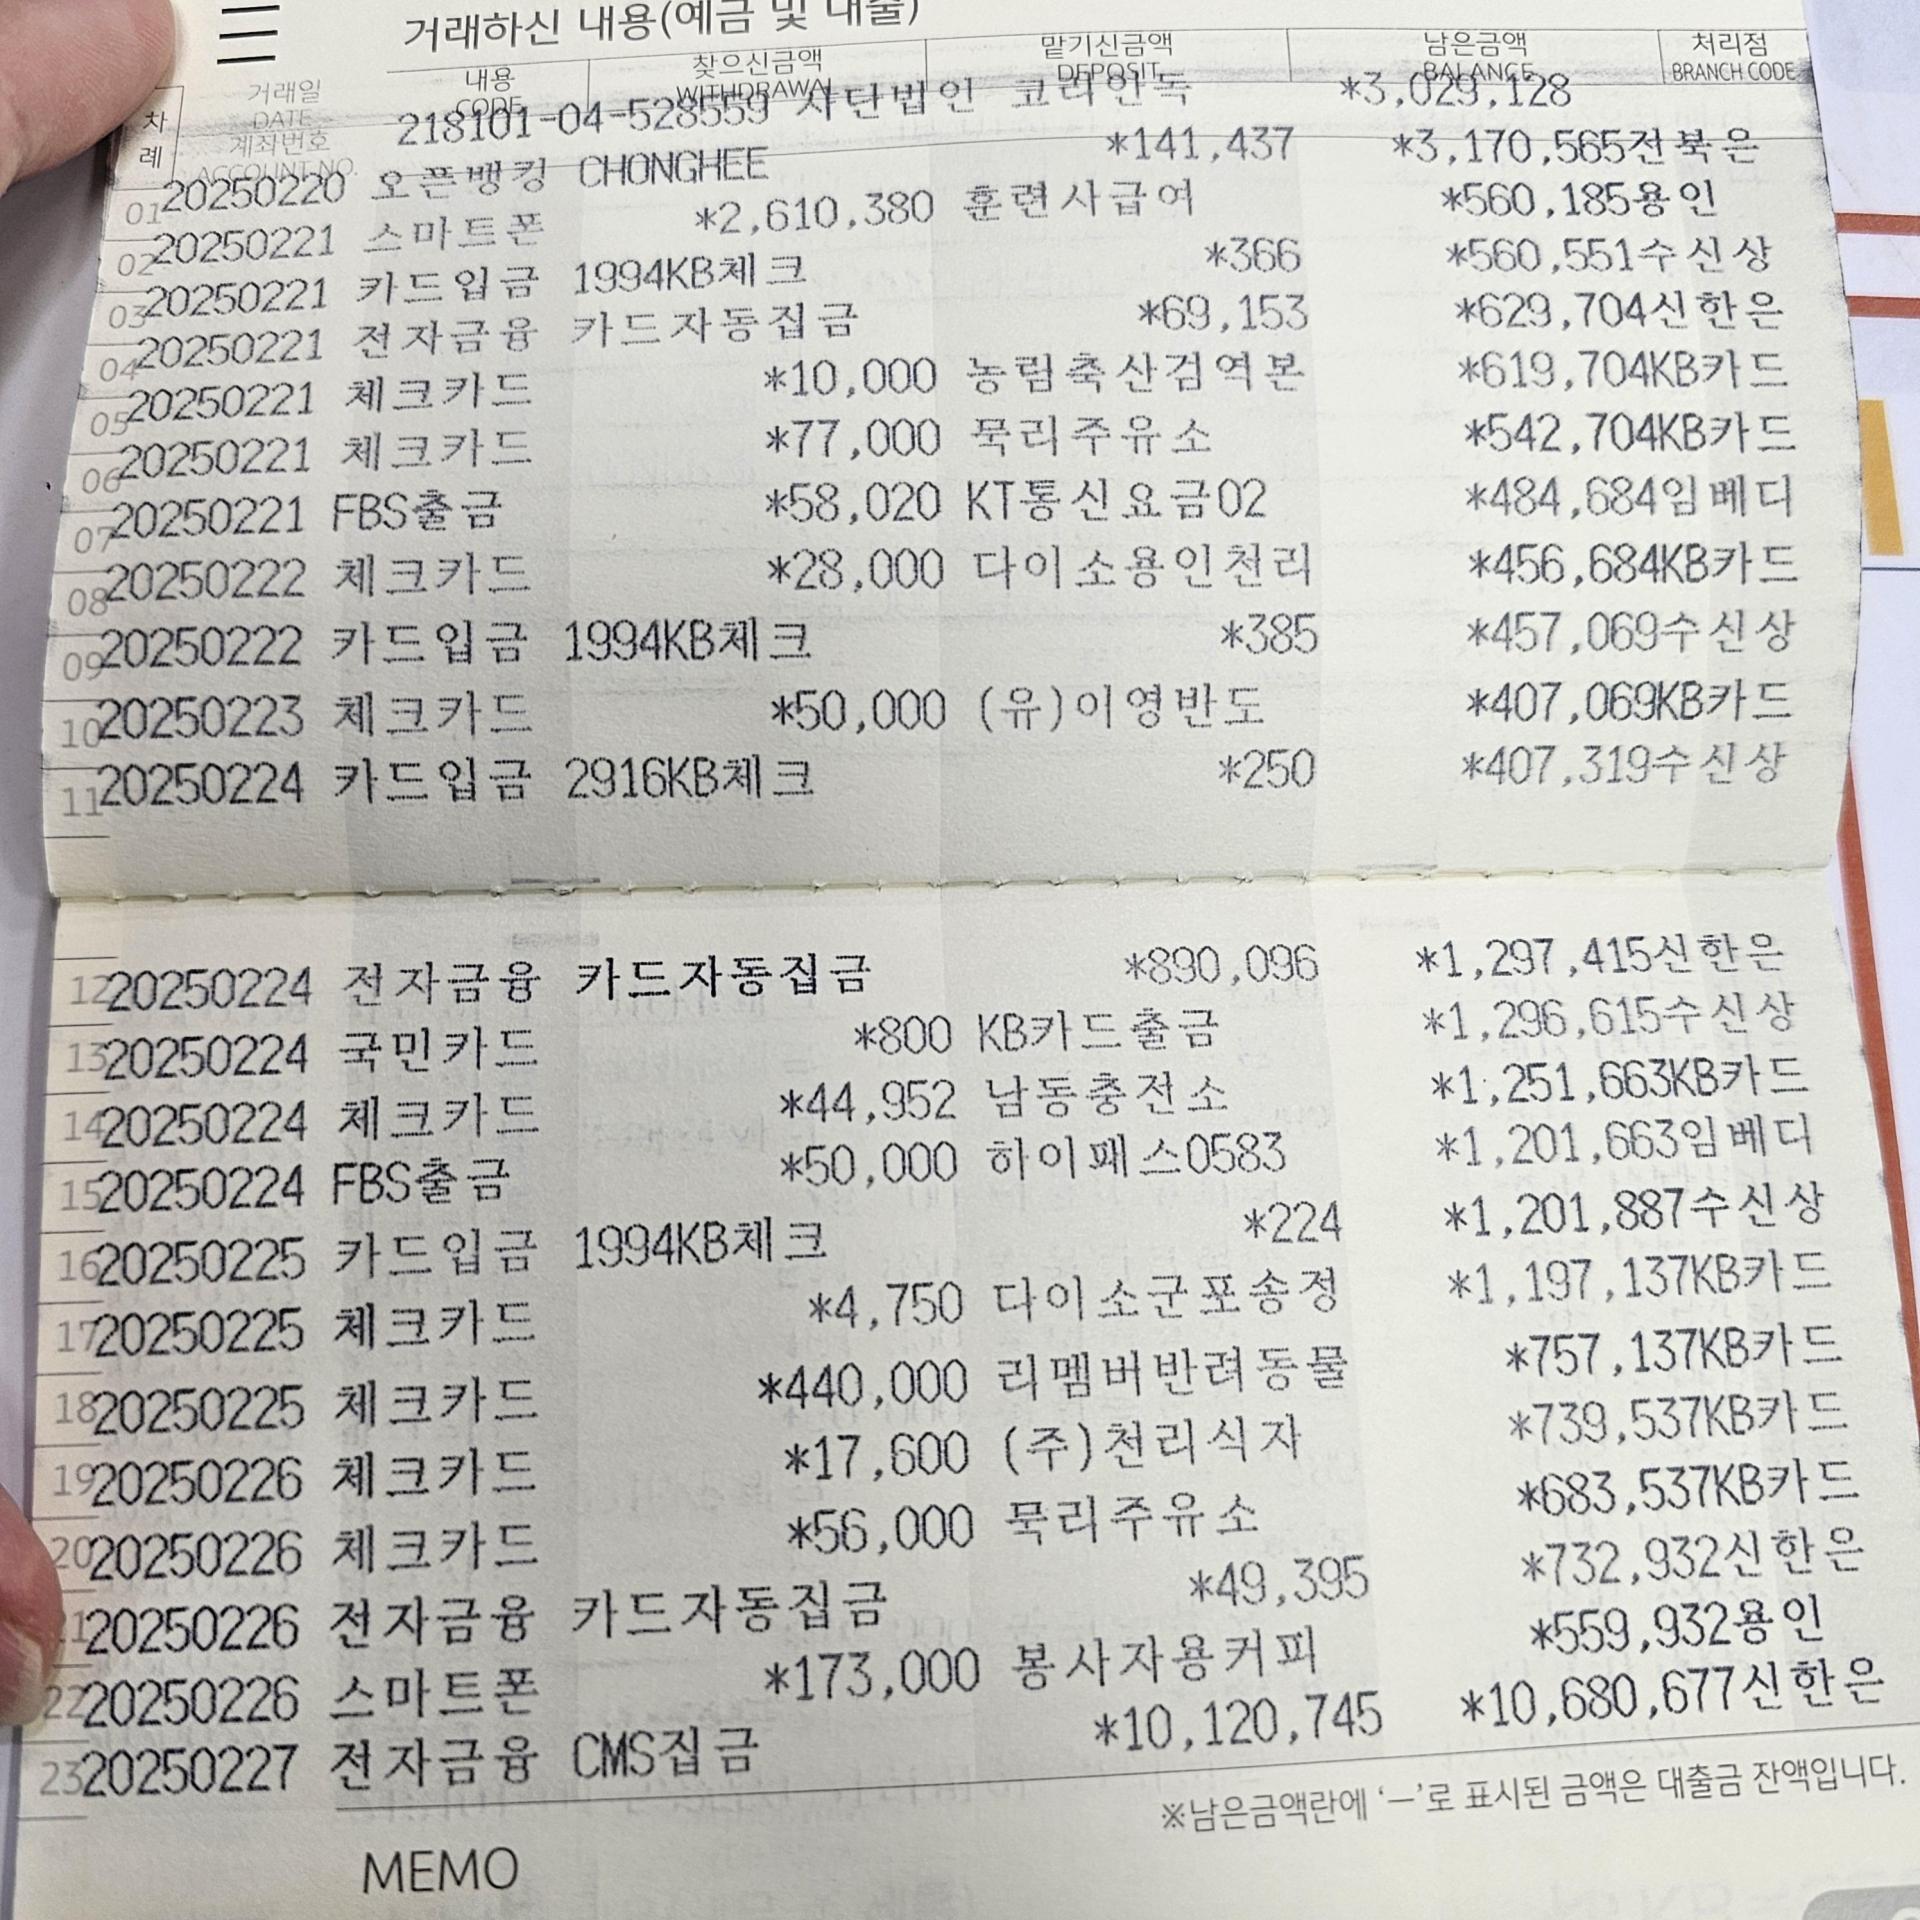 거래하신 내용(예금 및 대출)
거래일 DATE 내용 CODE 찾으신금액 WITHDRAWAL 맡기신금액 DEPOSIT 남은금액 BALANCE 처리점 BRANCH CODE
차례 계좌번호 ACCOUNT NO. 218101-04-528559 사단법인 코리안독 *3,029,128
01 20250220 오픈뱅킹 CHONGHEE *141,437 *3,170,565전북은
02 20250221 스마트폰 *2,610,380 훈련사급여 *560,185용인
03 20250221 카드입금 1994KB체크 *366 *560,551수신상
04 20250221 전자금융 카드자동집금 *69,153 *629,704신한은
05 20250221 체크카드 *10,000 농림축산검역본 *619,704KB카드
06 20250221 체크카드 *77,000 묵리주유소 *542,704KB카드
07 20250221 FBS출금 *58,020 KT통신요금02 *484,684임베디
08 20250222 체크카드 *28,000 다이소용인천리 *456,684KB카드
09 20250222 카드입금 1994KB체크 *385 *457,069수신상
10 20250223 체크카드 *50,000 (유)이영반도 *407,069KB카드
11 20250224 카드입금 2916KB체크 *250 *407,319수신상
12 20250224 전자금융 카드자동집금 *890,096 *1,297,415신한은
13 20250224 국민카드 *800 KB카드출금 *1,296,615수신상
14 20250224 체크카드 *44,952 남동충전소 *1,251,663KB카드
15 20250224 FBS출금 *50,000 하이패스0583 *1,201,663임베디
16 20250225 카드입금 1994KB체크 *224 *1,201,887수신상
17 20250225 체크카드 *4,750 다이소군포송정 *1,197,137KB카드
18 20250225 체크카드 *440,000 리멤버반려동물 *757,137KB카드
19 20250226 체크카드 *17,600 (주)천리식자 *739,537KB카드
20 20250226 체크카드 *56,000 묵리주유소 *683,537KB카드
21 20250226 전자금융 카드자동집금 *49,395 *732,932신한은
22 20250226 스마트폰 *173,000 봉사자용커피 *559,932용인
23 20250227 전자금융 CMS집금 *10,120,745 *10,680,677신한은
※남은금액란에 '-'로 표시된 금액은 대출금 잔액입니다.
MEMO